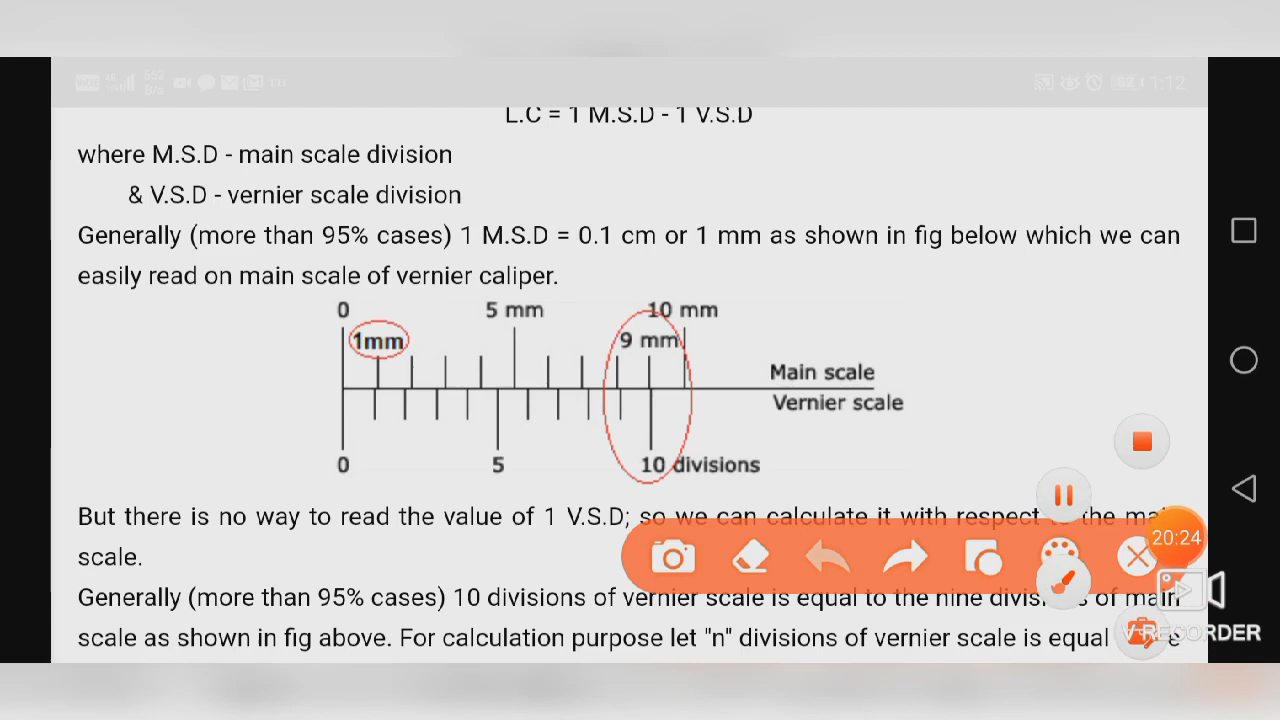 1:12
L.C = 1 M.S.D - 1 V.S.D
where M.S.D - main scale division
& V.S.D - vernier scale division
Generally (more than 95% cases) 1 M.S.D = 0.1 cm or 1 mm as shown in fig below which we can
easily read on main scale of vernier caliper.
0 5 mm 10 mm
1mm 9 mm
Main scale
Vernier scale
0 5 10 divisions
But there is no way to read the value of 1 V.S.D; so we can calculate it with respect the
scale.
20:24
Generally (more than 95% cases) 10 divisions of vernier scale is equal to the nine of main
scale as shown in fig above. For calculation purpose let "n" divisions of vernier scale is equal
V RECORDER